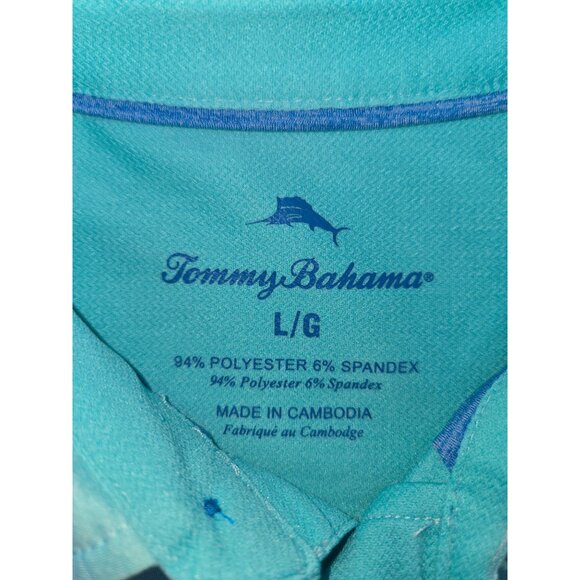 Tommy Bahama®
L/G
94% POLYESTER 6% SPANDEX
94% Polyester 6% Spandex
MADE IN CAMBODIA
Fabriqué au Cambodge